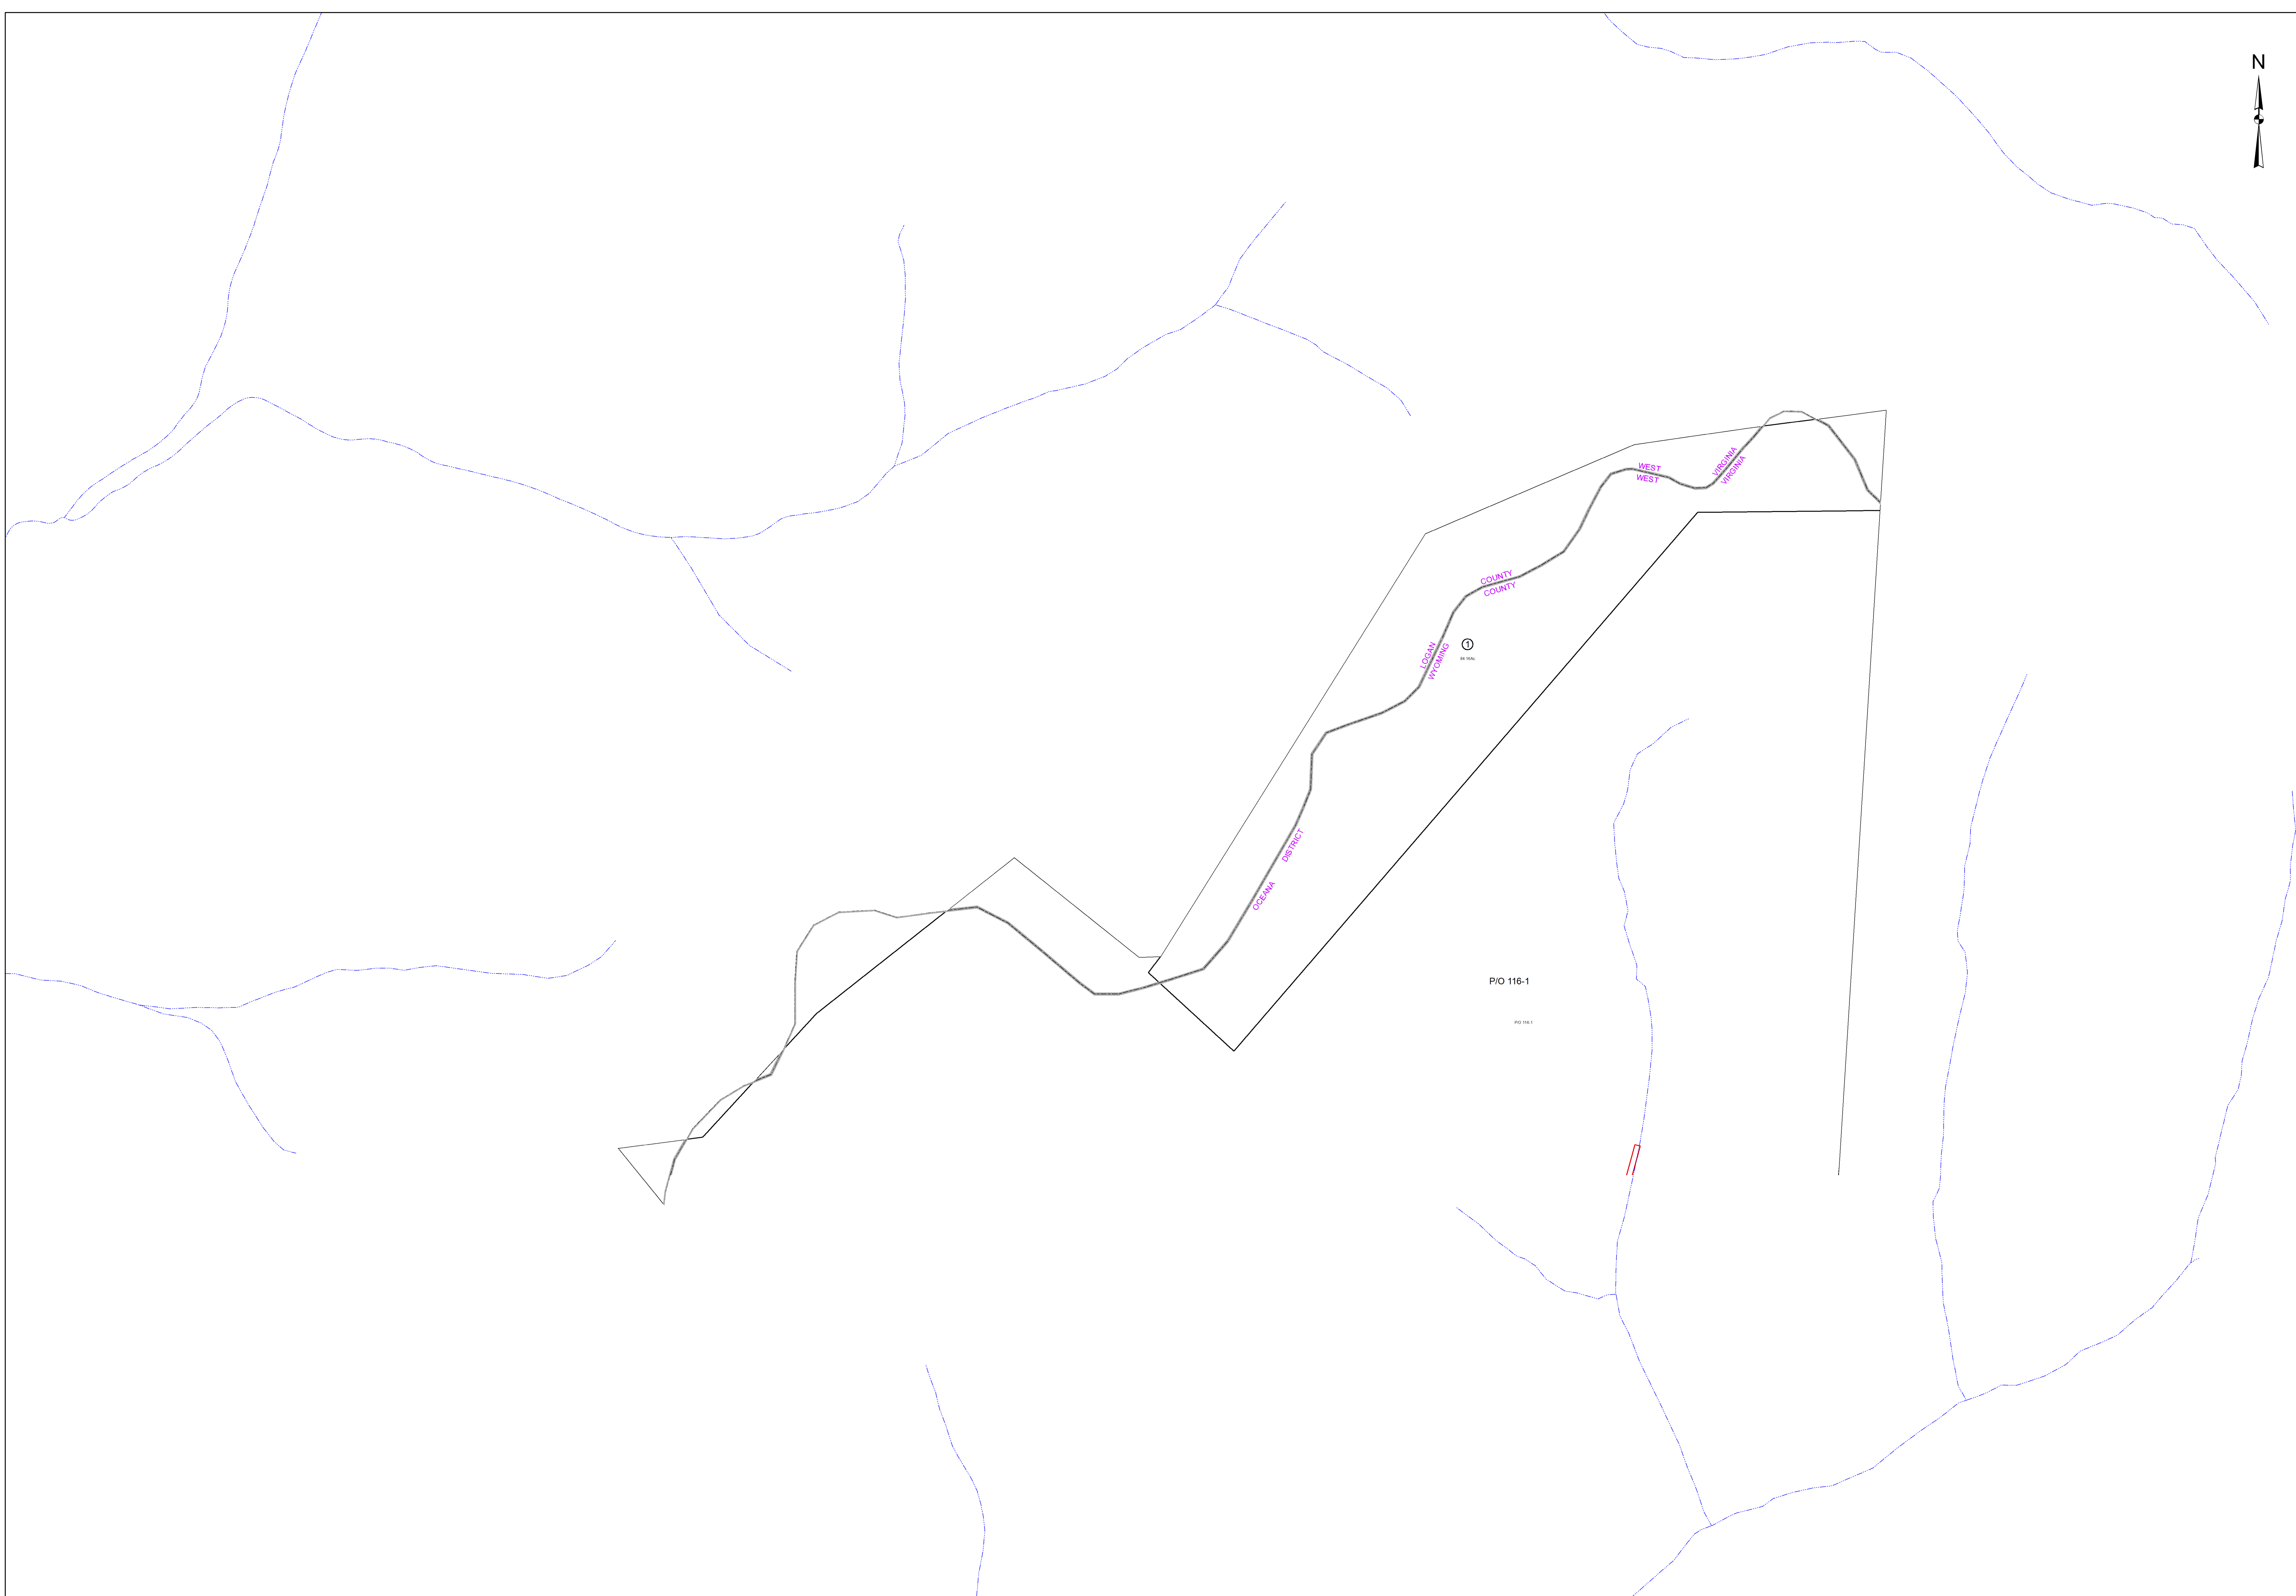 N
WEST VIRGINIA
WEST VIRGINIA
COUNTY
COUNTY
LOGAN
WYOMING
1
OCEANA DISTRICT
P/O 116-1
P/O 116-1